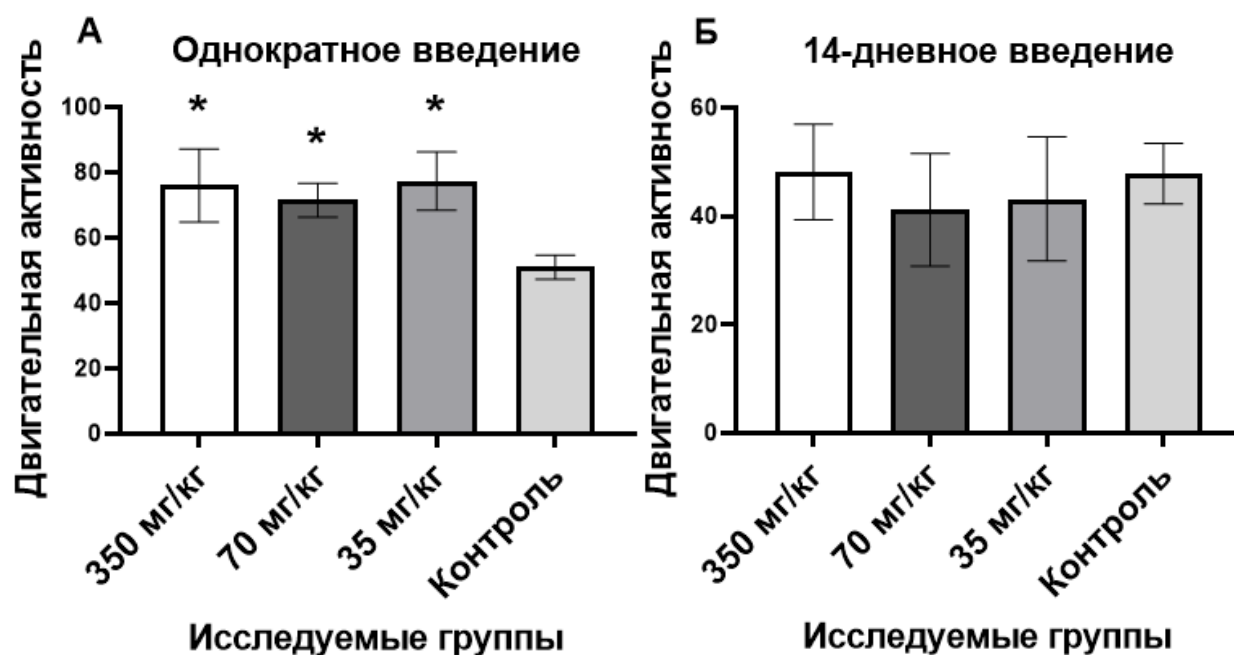 А
Однократное введение
Двигательная активность
100
80
60
40
20
0
*
*
*
350 мг/кг
70 мг/кг
35 мг/кг
Контроль
Исследуемые группы
Б
14-дневное введение
Двигательная активность
60
40
20
0
350 мг/кг
70 мг/кг
35 мг/кг
Контроль
Исследуемые группы